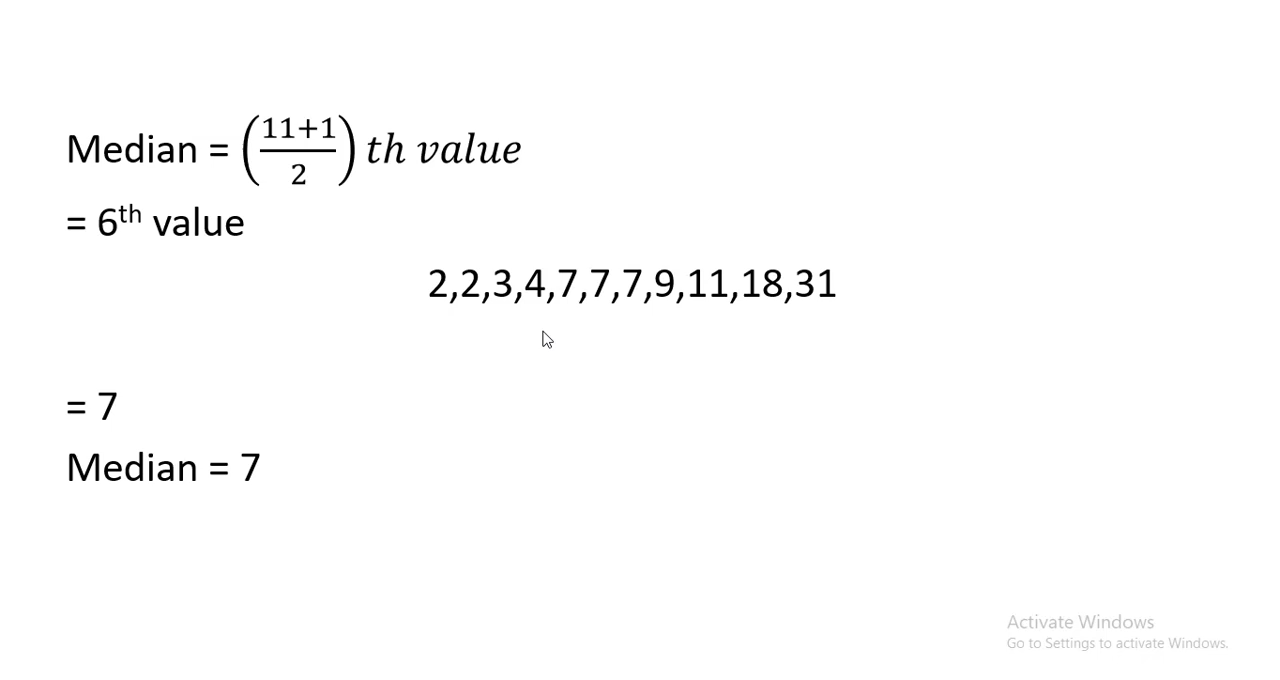 Median = (11+1/2) th value
= 6th value
2,2,3,4,7,7,7,9,11,18,31
= 7
Median = 7
Activate Windows
Go to Settings to activate Windows.